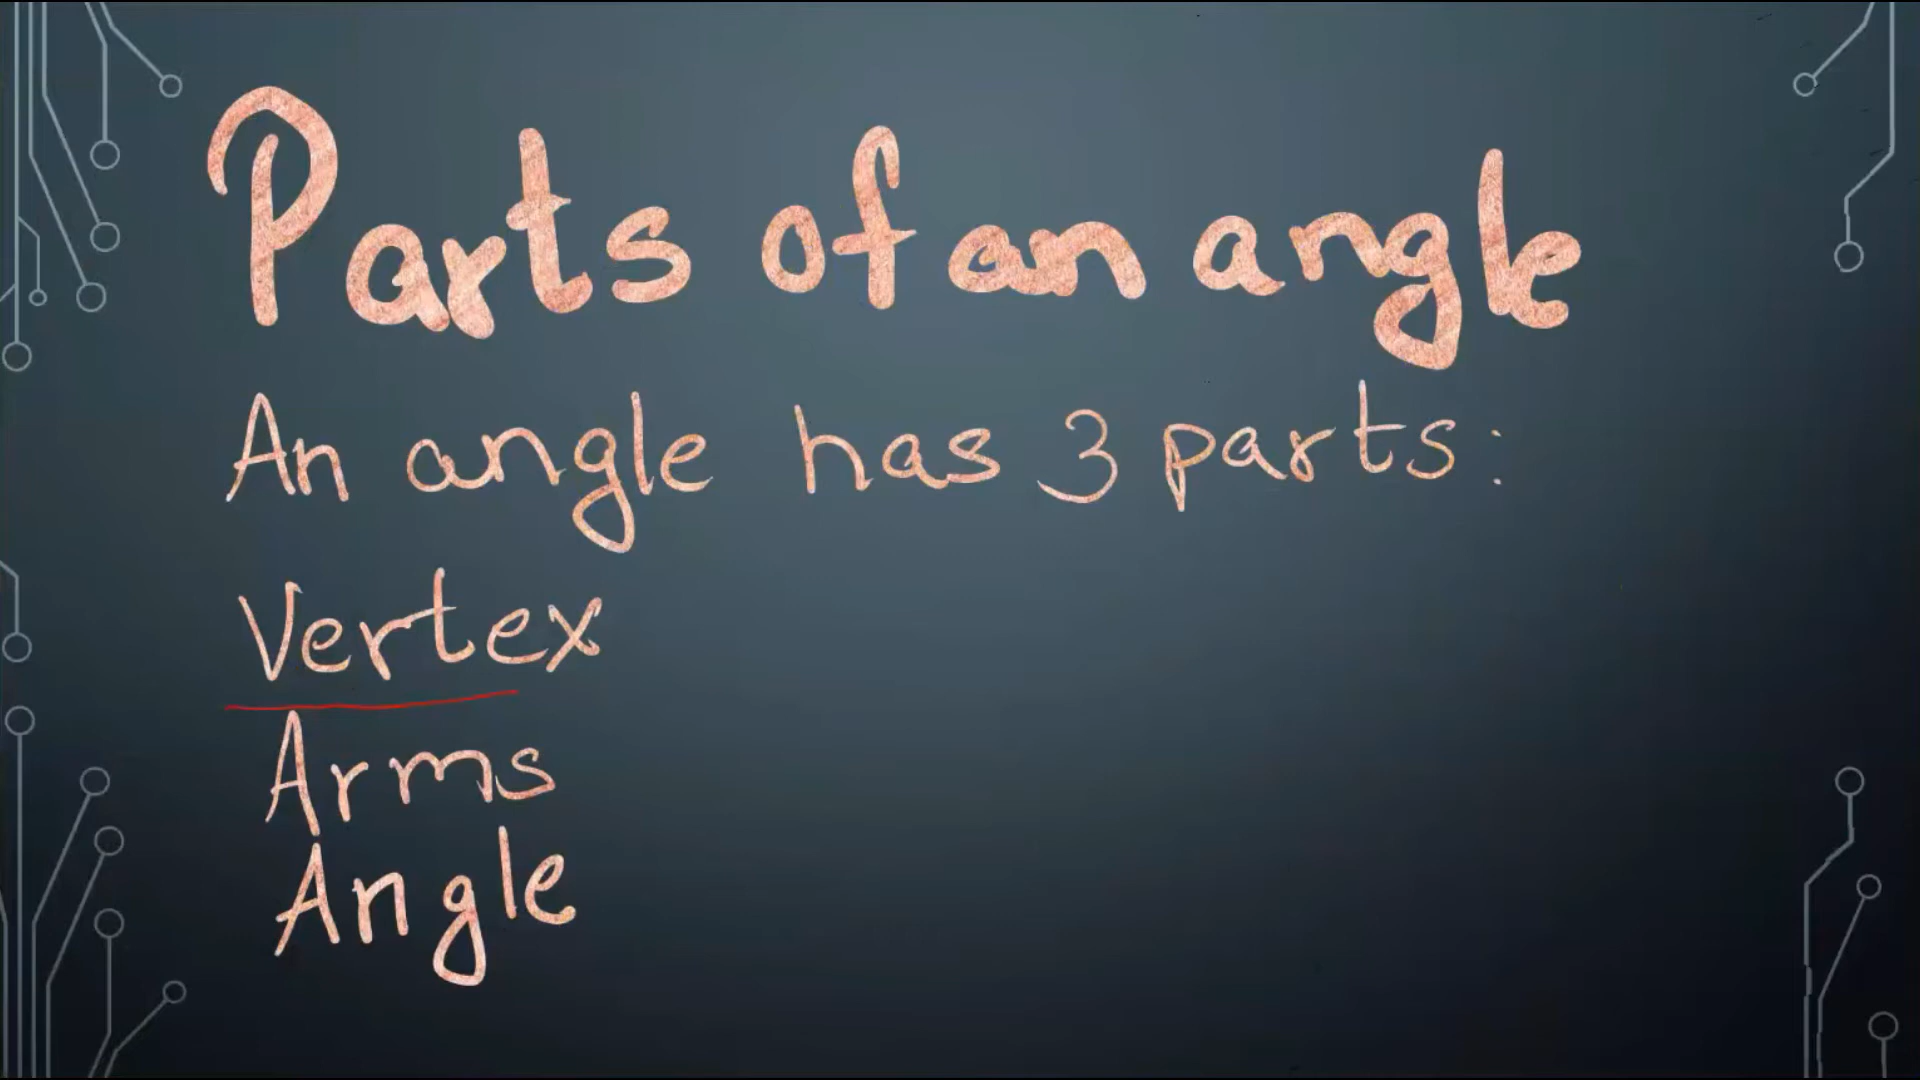 Parts of an angle
An angle has 3 parts:
Vertex
Arms
Angle